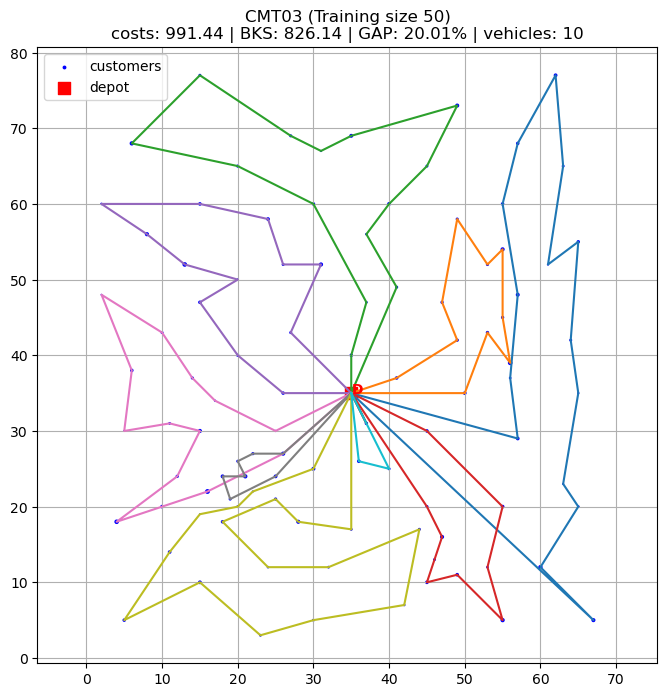 CMT03 (Training size 50)
costs: 991.44 | BKS: 826.14 | GAP: 20.01% | vehicles: 10
customers
depot
80
70
60
50
40
30
20
10
0
0 10 20 30 40 50 60 70